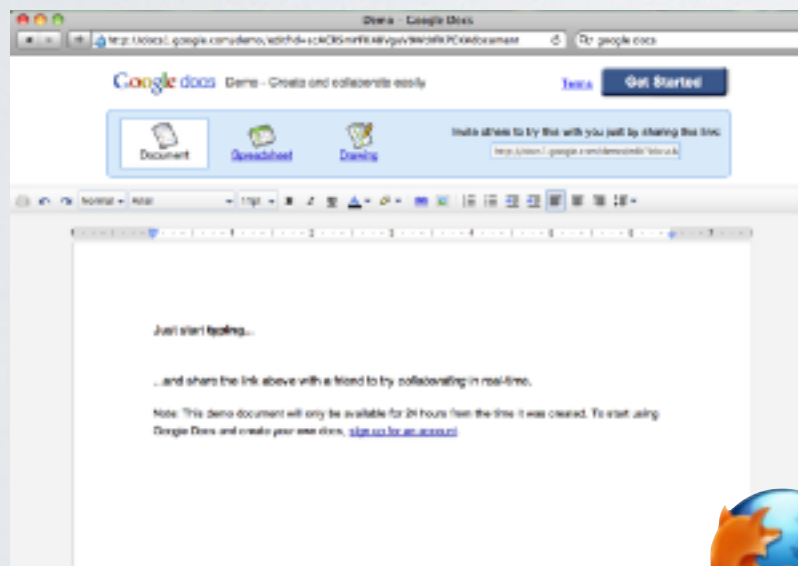 Demo - Google Docs
google docs
Google docs Demo - Create and collaborate easily
Terms
Get Started
Document
Spreadsheet
Drawing
Invite others to try this with you just by sharing this link:
Normal
Arial
11pt
Just start typing...
...and share the link above with a friend to try collaborating in real-time.
Note: This demo document will only be available for 24 hours from the time it was created. To start using
Google Docs and create your own docs, sign up for an account.